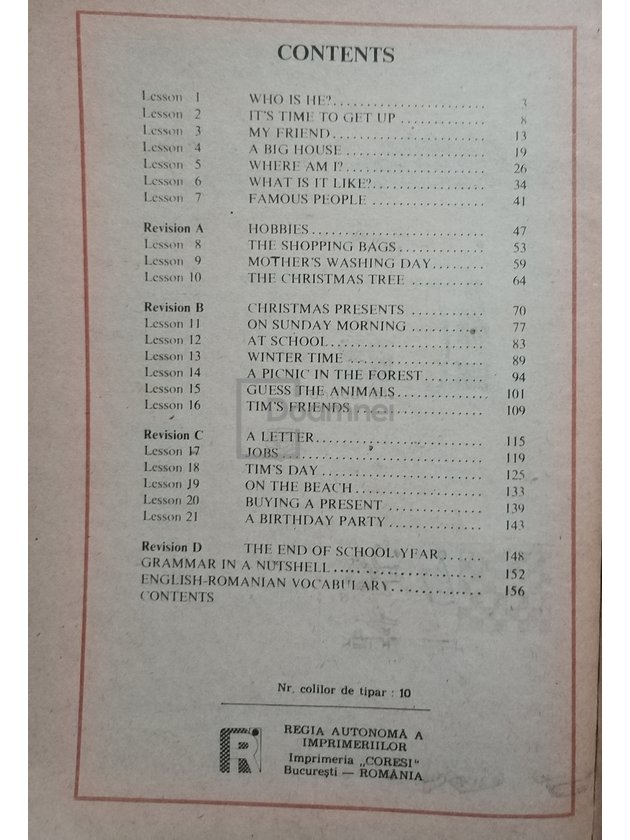 CONTENTS
Lesson 1 WHO IS HE? 3
Lesson 2 IT'S TIME TO GET UP 8
Lesson 3 MY FRIEND 13
Lesson 4 A BIG HOUSE 19
Lesson 5 WHERE AM I? 26
Lesson 6 WHAT IS IT LIKE? 34
Lesson 7 FAMOUS PEOPLE 41
Revision A HOBBIES 47
Lesson 8 THE SHOPPING BAGS 53
Lesson 9 MOTHER'S WASHING DAY 59
Lesson 10 THE CHRISTMAS TREE 64
Revision B CHRISTMAS PRESENTS 70
Lesson 11 ON SUNDAY MORNING 77
Lesson 12 AT SCHOOL 83
Lesson 13 WINTER TIME 89
Lesson 14 A PICNIC IN THE FOREST 94
Lesson 15 GUESS THE ANIMALS 101
Lesson 16 TIM'S FRIENDS 109
Revision C A LETTER 115
Lesson 17 JOBS 119
Lesson 18 TIM'S DAY 125
Lesson 19 ON THE BEACH 133
Lesson 20 BUYING A PRESENT 139
Lesson 21 A BIRTHDAY PARTY 143
Revision D THE END OF SCHOOL YEAR 148
GRAMMAR IN A NUTSHELL 152
ENGLISH-ROMANIAN VOCABULARY 156
CONTENTS
Nr. colilor de tipar : 10
REGIA AUTONOMĂ A
IMPRIMERIILOR
Imprimeria „CORESI"
București — ROMÂNIA